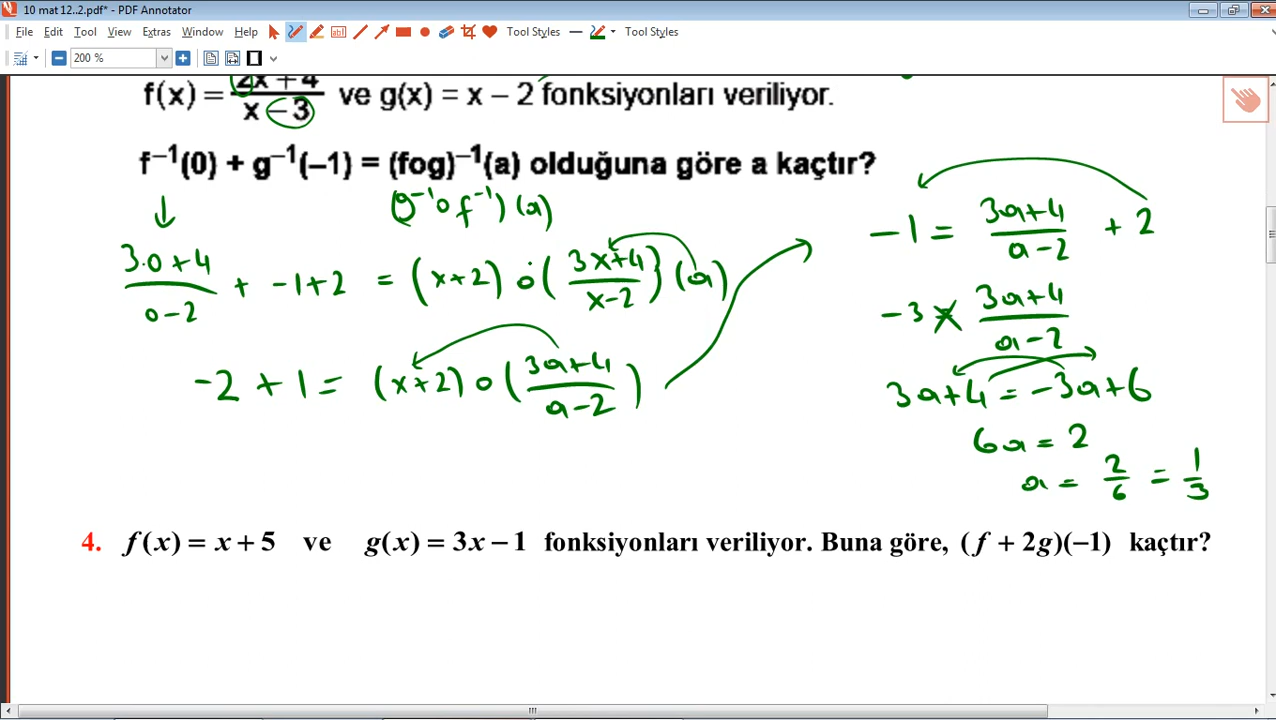 10 mat 12..2.pdf* - PDF Annotator
File Edit Tool View Extras Window Help Tool Styles Tool Styles
200 %
f(x) = 2x + 4 / x – 3 ve g(x) = x – 2 fonksiyonları veriliyor.
f⁻¹(0) + g⁻¹(–1) = (fog)⁻¹(a) olduğuna göre a kaçtır?
(g⁻¹o f⁻¹)(a)
3.0+4 / 0-2 + -1+2 = (x+2) o (3x+4 / x-2)(a)
-2 + 1 = (x+2) o (3a+4 / a-2)
-1 = 3a+4 / a-2 + 2
-3 = 3a+4 / a-2
3a+4 = -3a+6
6a = 2
a = 2/6 = 1/3
4. f(x) = x + 5 ve g(x) = 3x − 1 fonksiyonları veriliyor. Buna göre, (f + 2g)(−1) kaçtır?